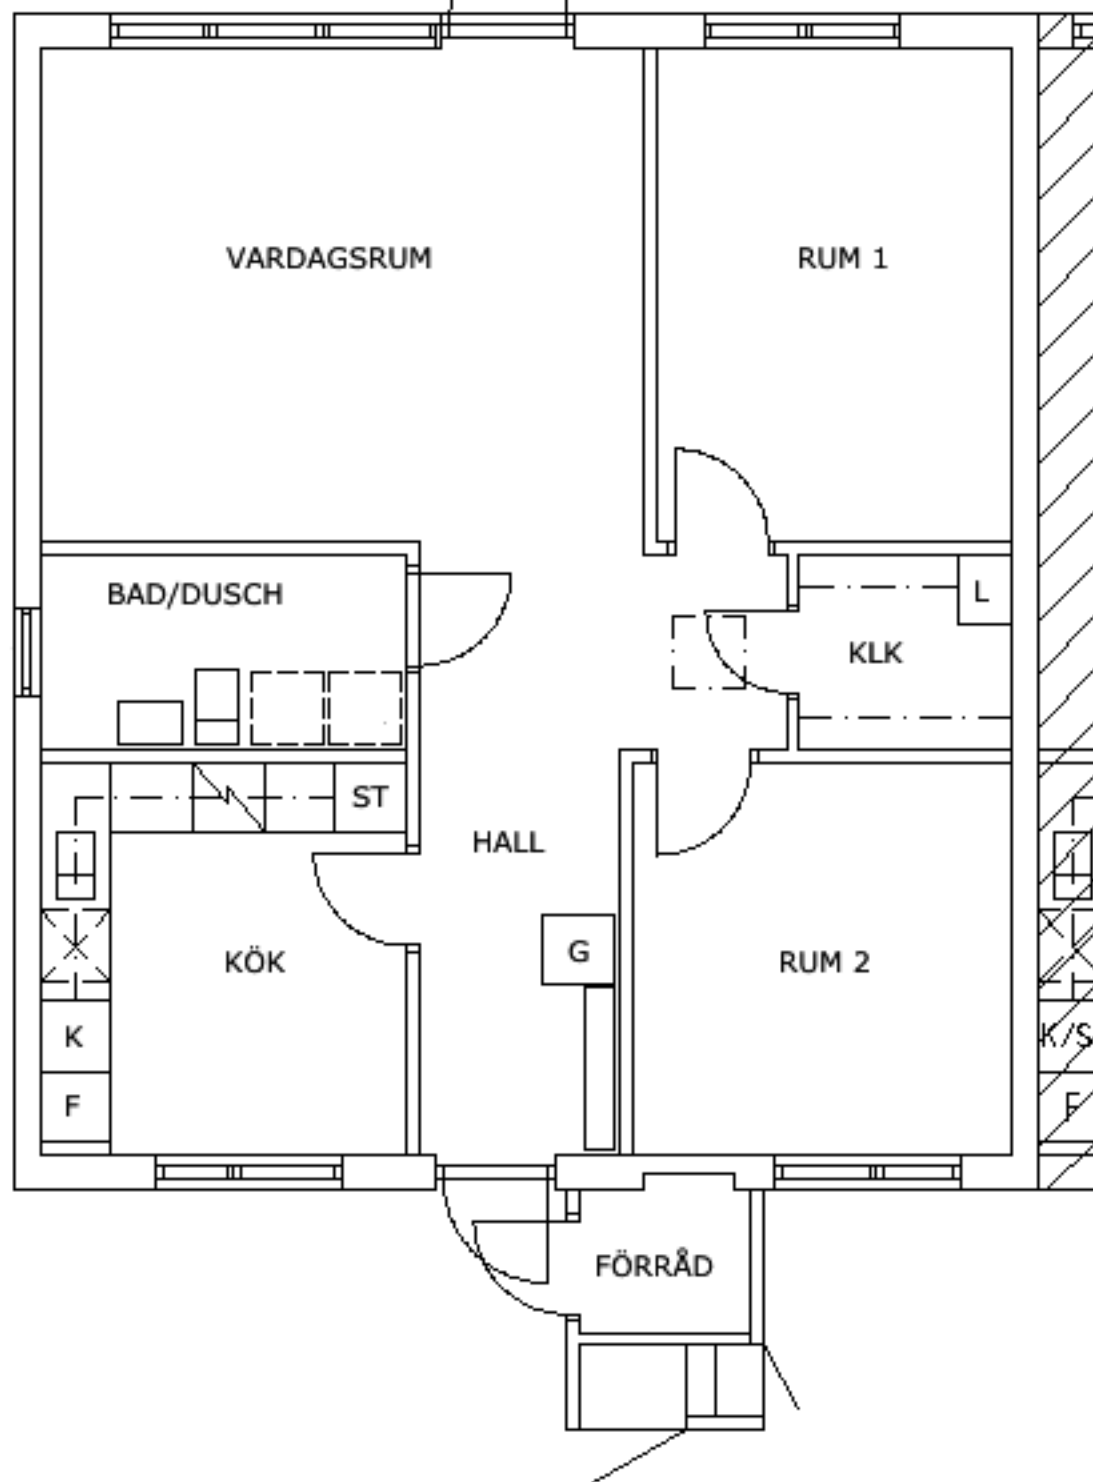 VARDAGSRUM
RUM 1
BAD/DUSCH
L
KLK
ST
HALL
G
KÖK
RUM 2
K
K/S
F
F
FÖRRÅD